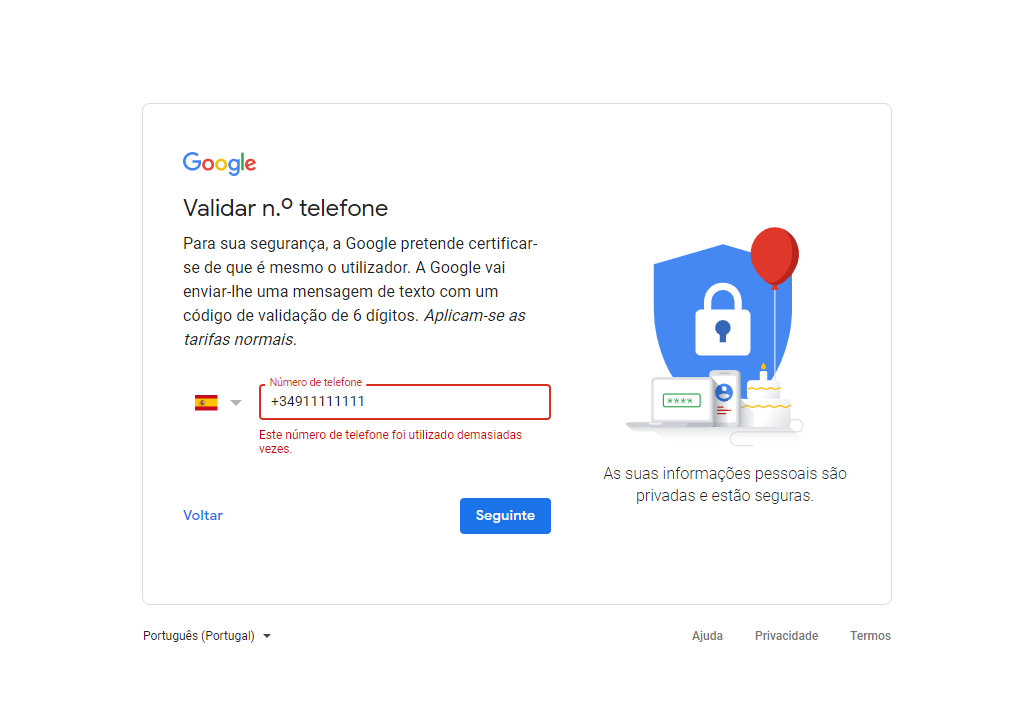 Google
Validar n.º telefone
Para sua segurança, a Google pretende certificar-
se de que é mesmo o utilizador. A Google vai
enviar-lhe uma mensagem de texto com um
código de validação de 6 dígitos. Aplicam-se as
tarifas normais.
Número de telefone
+34911111111
Este número de telefone foi utilizado demasiadas
vezes.
Voltar
Seguinte
****
As suas informações pessoais são
privadas e estão seguras.
Português (Portugal)
Ajuda
Privacidade
Termos